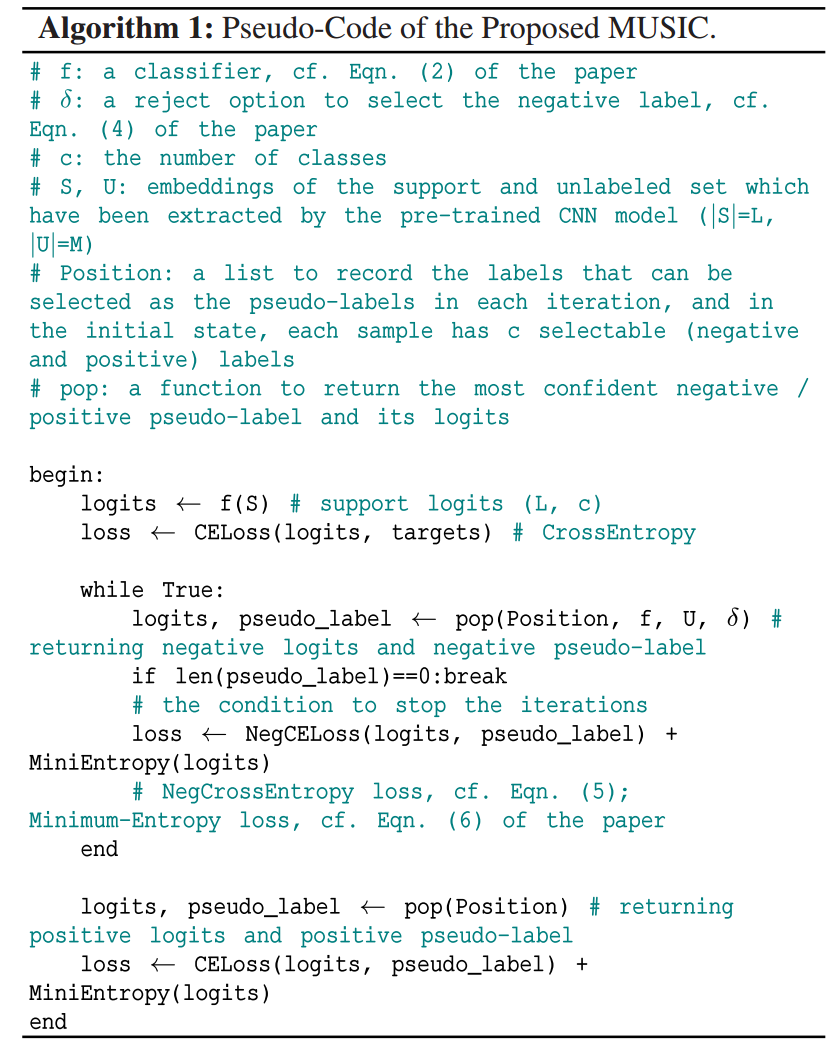 Algorithm 1: Pseudo-Code of the Proposed MUSIC.
# f: a classifier, cf. Eqn. (2) of the paper
# δ: a reject option to select the negative label, cf.
Eqn. (4) of the paper
# c: the number of classes
# S, U: embeddings of the support and unlabeled set which
have been extracted by the pre-trained CNN model (|S|=L,
|U|=M)
# Position: a list to record the labels that can be
selected as the pseudo-labels in each iteration, and in
the initial state, each sample has c selectable (negative
and positive) labels
# pop: a function to return the most confident negative /
positive pseudo-label and its logits
begin:
logits ← f(S) # support logits (L, c)
loss ← CELoss(logits, targets) # CrossEntropy
while True:
logits, pseudo_label ← pop(Position, f, U, δ) #
returning negative logits and negative pseudo-label
if len(pseudo_label)==0:break
# the condition to stop the iterations
loss ← NegCELoss(logits, pseudo_label) +
MiniEntropy(logits)
# NegCrossEntropy loss, cf. Eqn. (5);
Minimum-Entropy loss, cf. Eqn. (6) of the paper
end
logits, pseudo_label ← pop(Position) # returning
positive logits and positive pseudo-label
loss ← CELoss(logits, pseudo_label) +
MiniEntropy(logits)
end